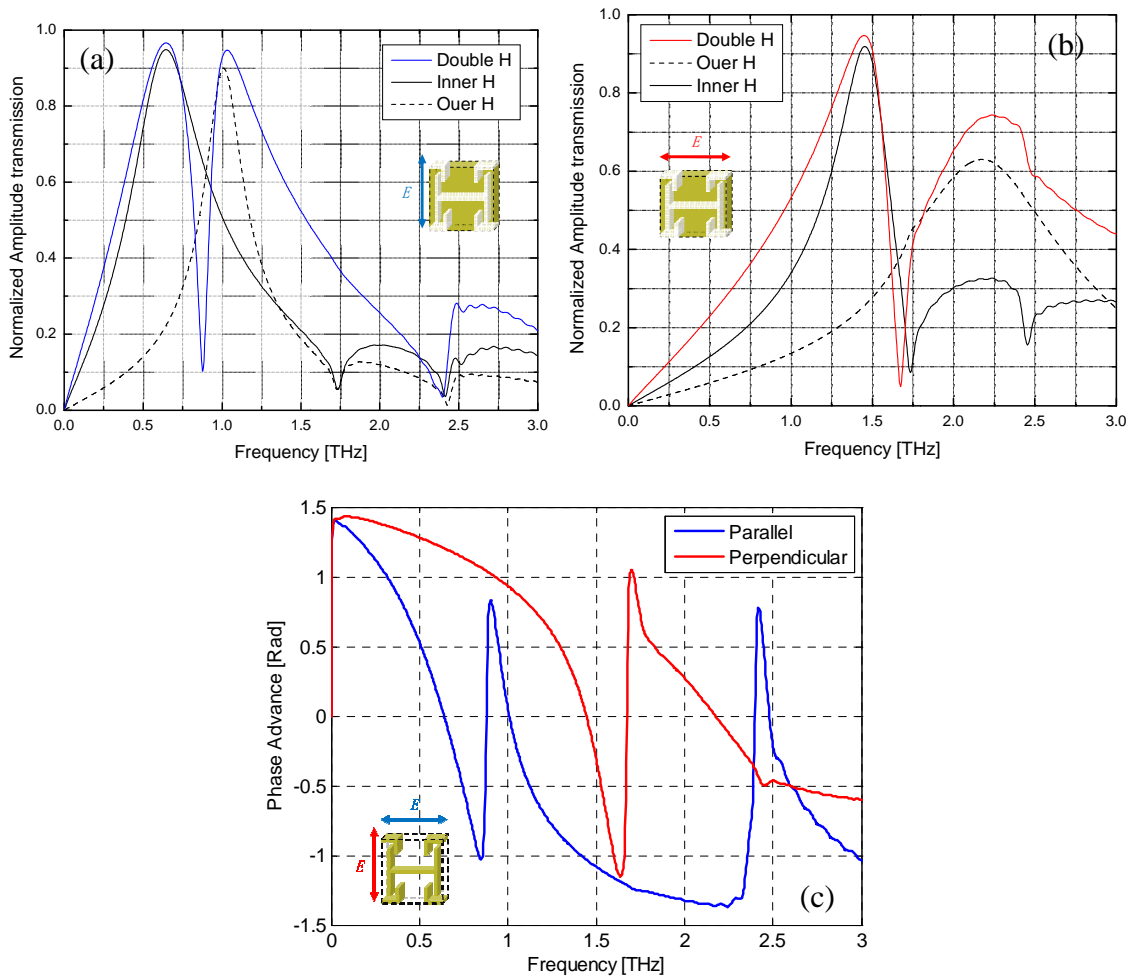 (a)
Double H
Inner H
Ouer H
E
Normalized Amplitude transmission
1.0
0.9
0.8
0.6
0.4
0.2
0.0
0.0 0.5 1.0 1.5 2.0 2.5 3.0
Frequency [THz]
(b)
Double H
Ouer H
Inner H
E
Normalized Amplitude transmission
1.0
0.9
0.8
0.6
0.4
0.2
0.0
0.0 0.5 1.0 1.5 2.0 2.5 3.0
Frequency [THz]
Parallel
Perpendicular
E
E
(c)
Phase Advance [Rad]
1.5
1
0.5
0
-0.5
-1
-1.5
0 0.5 1 1.5 2 2.5 3
Frequency [THz]